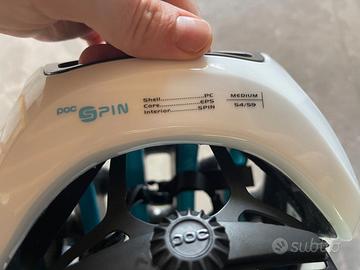 POC SPIN
Shell..............PC
Core..............EPS
Interior..........SPIN
MEDIUM
54/59
poc
subito